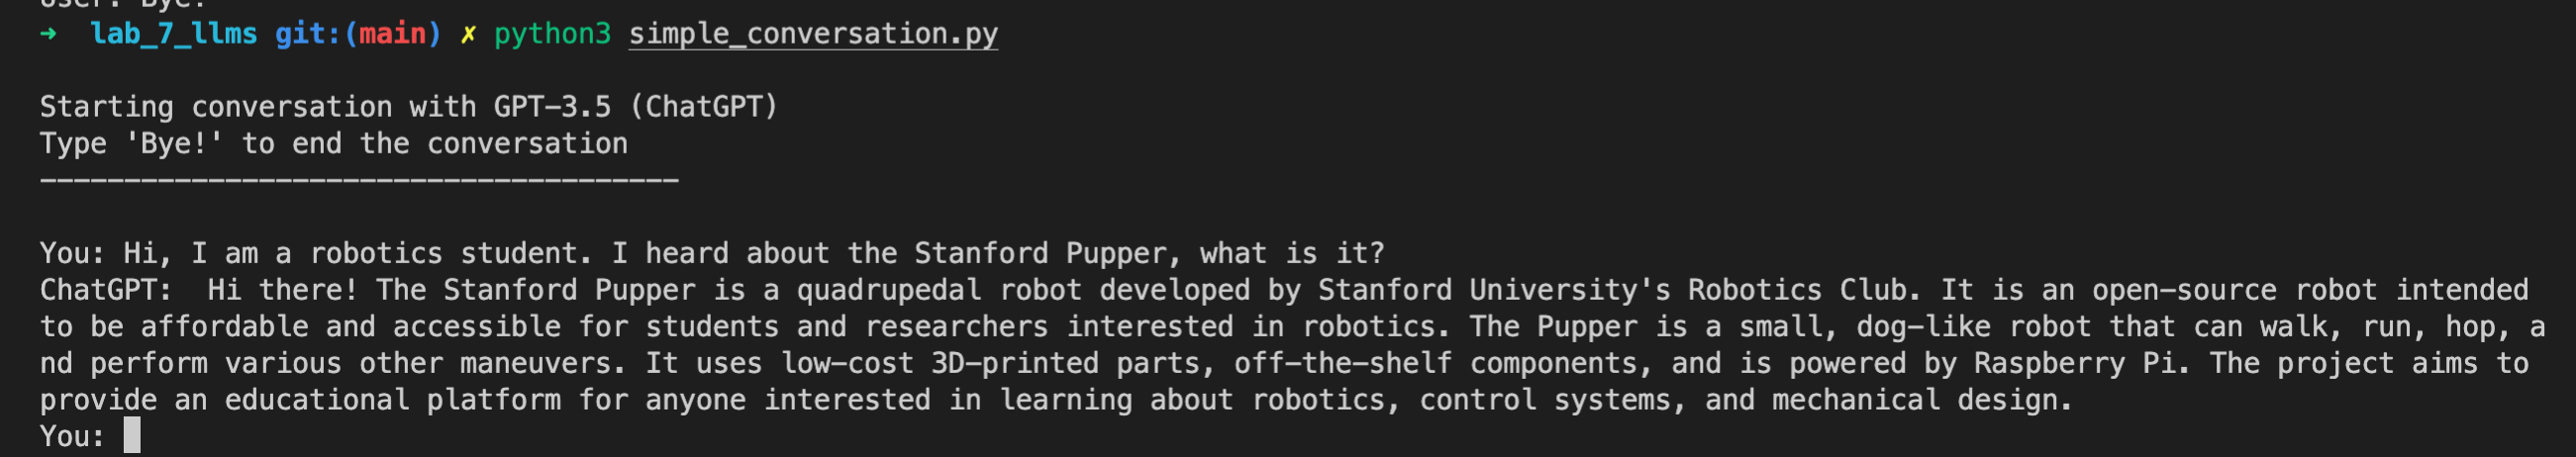 User: Bye!
➜ lab_7_llms git:(main) ✗ python3 simple_conversation.py
Starting conversation with GPT-3.5 (ChatGPT)
Type 'Bye!' to end the conversation
--------------------------------------
You: Hi, I am a robotics student. I heard about the Stanford Pupper, what is it?
ChatGPT:  Hi there! The Stanford Pupper is a quadrupedal robot developed by Stanford University's Robotics Club. It is an open-source robot intended
to be affordable and accessible for students and researchers interested in robotics. The Pupper is a small, dog-like robot that can walk, run, hop, a
nd perform various other maneuvers. It uses low-cost 3D-printed parts, off-the-shelf components, and is powered by Raspberry Pi. The project aims to
provide an educational platform for anyone interested in learning about robotics, control systems, and mechanical design.
You: